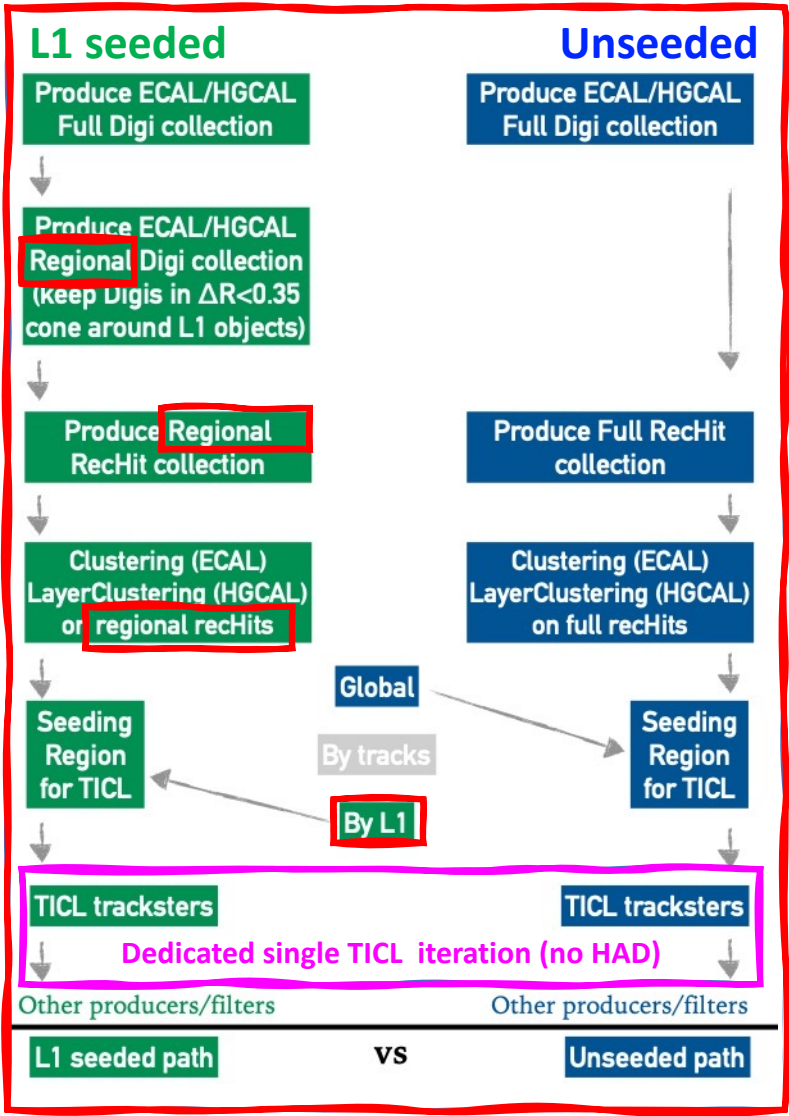 L1 seeded
Unseeded
Produce ECAL/HGCAL
Full Digi collection
Produce ECAL/HGCAL
Full Digi collection
Produce ECAL/HGCAL
Regional Digi collection
(keep Digis in ΔR<0.35
cone around L1 objects)
Produce Regional
RecHit collection
Produce Full RecHit
collection
Clustering (ECAL)
LayerClustering (HGCAL)
on regional recHits
Clustering (ECAL)
LayerClustering (HGCAL)
on full recHits
Global
Seeding
Region
for TICL
By tracks
By L1
Seeding
Region
for TICL
TICL tracksters
TICL tracksters
Dedicated single TICL iteration (no HAD)
Other producers/filters
Other producers/filters
L1 seeded path
vs
Unseeded path